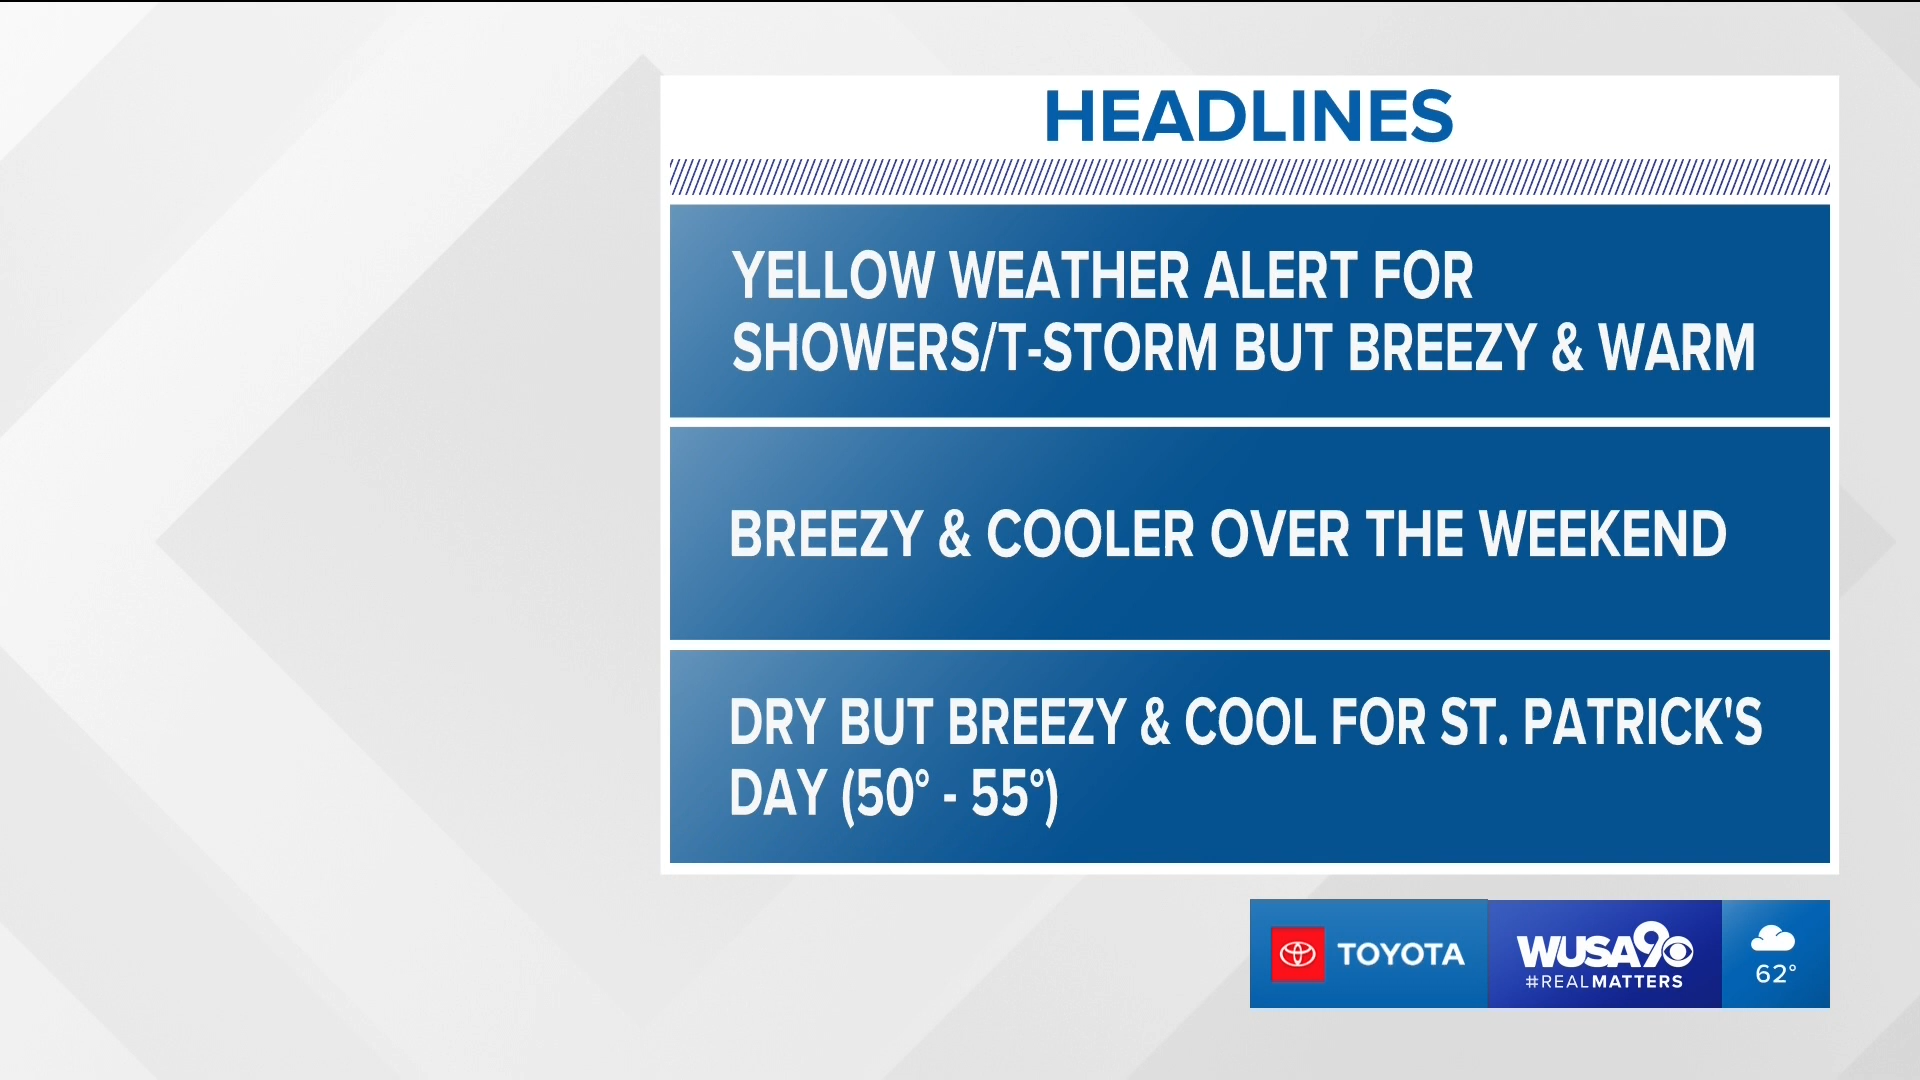 HEADLINES
YELLOW WEATHER ALERT FOR
SHOWERS/T-STORM BUT BREEZY & WARM
BREEZY & COOLER OVER THE WEEKEND
DRY BUT BREEZY & COOL FOR ST. PATRICK'S
DAY (50° - 55°)
TOYOTA
WUSA9
#REALMATTERS
62°